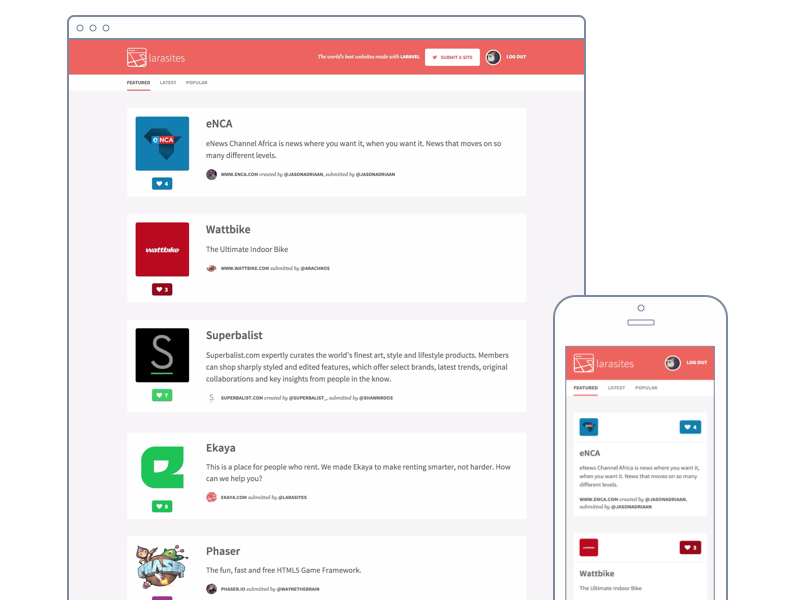 larasites
The world's best websites made with LARAVEL
SUBMIT A SITE
LOG OUT
FEATURED
LATEST
POPULAR
eNCA
4
eNCA
eNews Channel Africa is news where you want it, when you want it. News that moves on so
many different levels.
WWW.ENCA.COM created by @JASONADRIAAN, submitted by @JASONADRIAAN
wattbike
3
Wattbike
The Ultimate Indoor Bike
WWW.WATTBIKE.COM submitted by @ARACHNOS
S
7
Superbalist
Superbalist.com expertly curates the world's finest art, style and lifestyle products. Members
can shop sharply styled and edited features, which offer select brands, latest trends, original
collaborations and key insights from people in the know.
S
SUPERBALIST.COM created by @SUPERBALIST_, submitted by @SHAWNROOS
8
Ekaya
This is a place for people who rent. We made Ekaya to make renting smarter, not harder. How
can we help you?
EKAYA.COM submitted by @LARASITES
PHASER
Phaser
The fun, fast and free HTML5 Game Framework.
PHASER.IO submitted by @WAYNETHEBRAIN
larasites
LOG OUT
FEATURED
LATEST
POPULAR
4
eNCA
eNews Channel Africa is news where you want it,
when you want it. News that moves on so many
different levels.
WWW.ENCA.COM created by @JASONADRIAAN,
submitted by @JASONADRIAAN
3
Wattbike
The Ultimate Indoor Bike